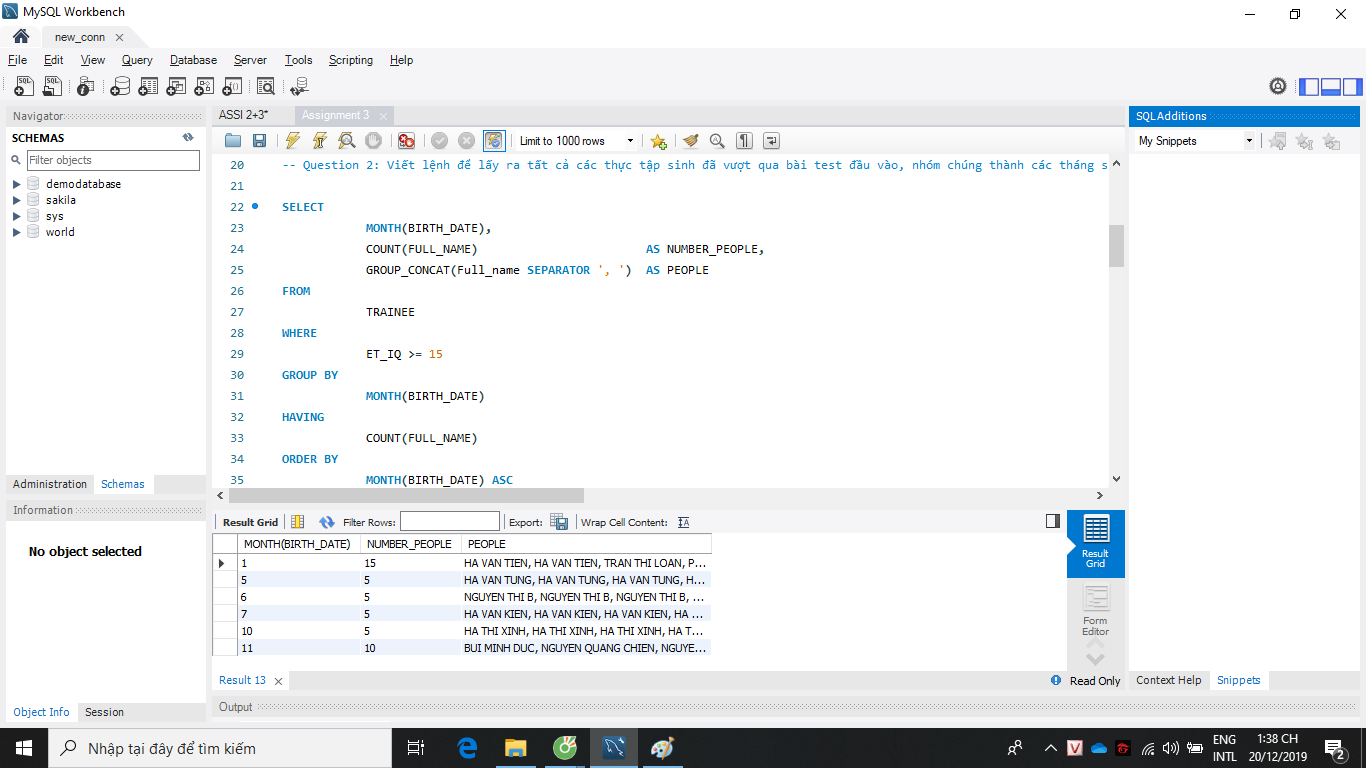 MySQL Workbench
new_conn
File Edit View Query Database Server Tools Scripting Help
Navigator
SCHEMAS
Filter objects
demodatabase
sakila
sys
world
Administration Schemas
Information
No object selected
Object Info Session
ASSI 2+3* Assignment 3
Limit to 1000 rows
20 -- Question 2: Viết lệnh để lấy ra tất cả các thực tập sinh đã vượt qua bài test đầu vào, nhóm chúng thành các tháng s
21
22 SELECT
23 MONTH(BIRTH_DATE),
24 COUNT(FULL_NAME) AS NUMBER_PEOPLE,
25 GROUP_CONCAT(Full_name SEPARATOR ', ') AS PEOPLE
26 FROM
27 TRAINEE
28 WHERE
29 ET_IQ >= 15
30 GROUP BY
31 MONTH(BIRTH_DATE)
32 HAVING
33 COUNT(FULL_NAME)
34 ORDER BY
35 MONTH(BIRTH_DATE) ASC
Result Grid Filter Rows: Export: Wrap Cell Content:
MONTH(BIRTH_DATE) NUMBER_PEOPLE PEOPLE
1 15 HA VAN TIEN, HA VAN TIEN, TRAN THI LOAN, P...
5 5 HA VAN TUNG, HA VAN TUNG, HA VAN TUNG, H...
6 5 NGUYEN THI B, NGUYEN THI B, NGUYEN THI B, ...
7 5 HA VAN KIEN, HA VAN KIEN, HA VAN KIEN, HA ...
10 5 HA THI XINH, HA THI XINH, HA THI XINH, HA T...
11 10 BUI MINH DUC, NGUYEN QUANG CHIEN, NGUYE...
Result
Grid
Form
Editor
Result 13
Read Only
Output
SQLAdditions
My Snippets
Context Help Snippets
Nhập tại đây để tìm kiếm
ENG
INTL
1:38 CH
20/12/2019
2